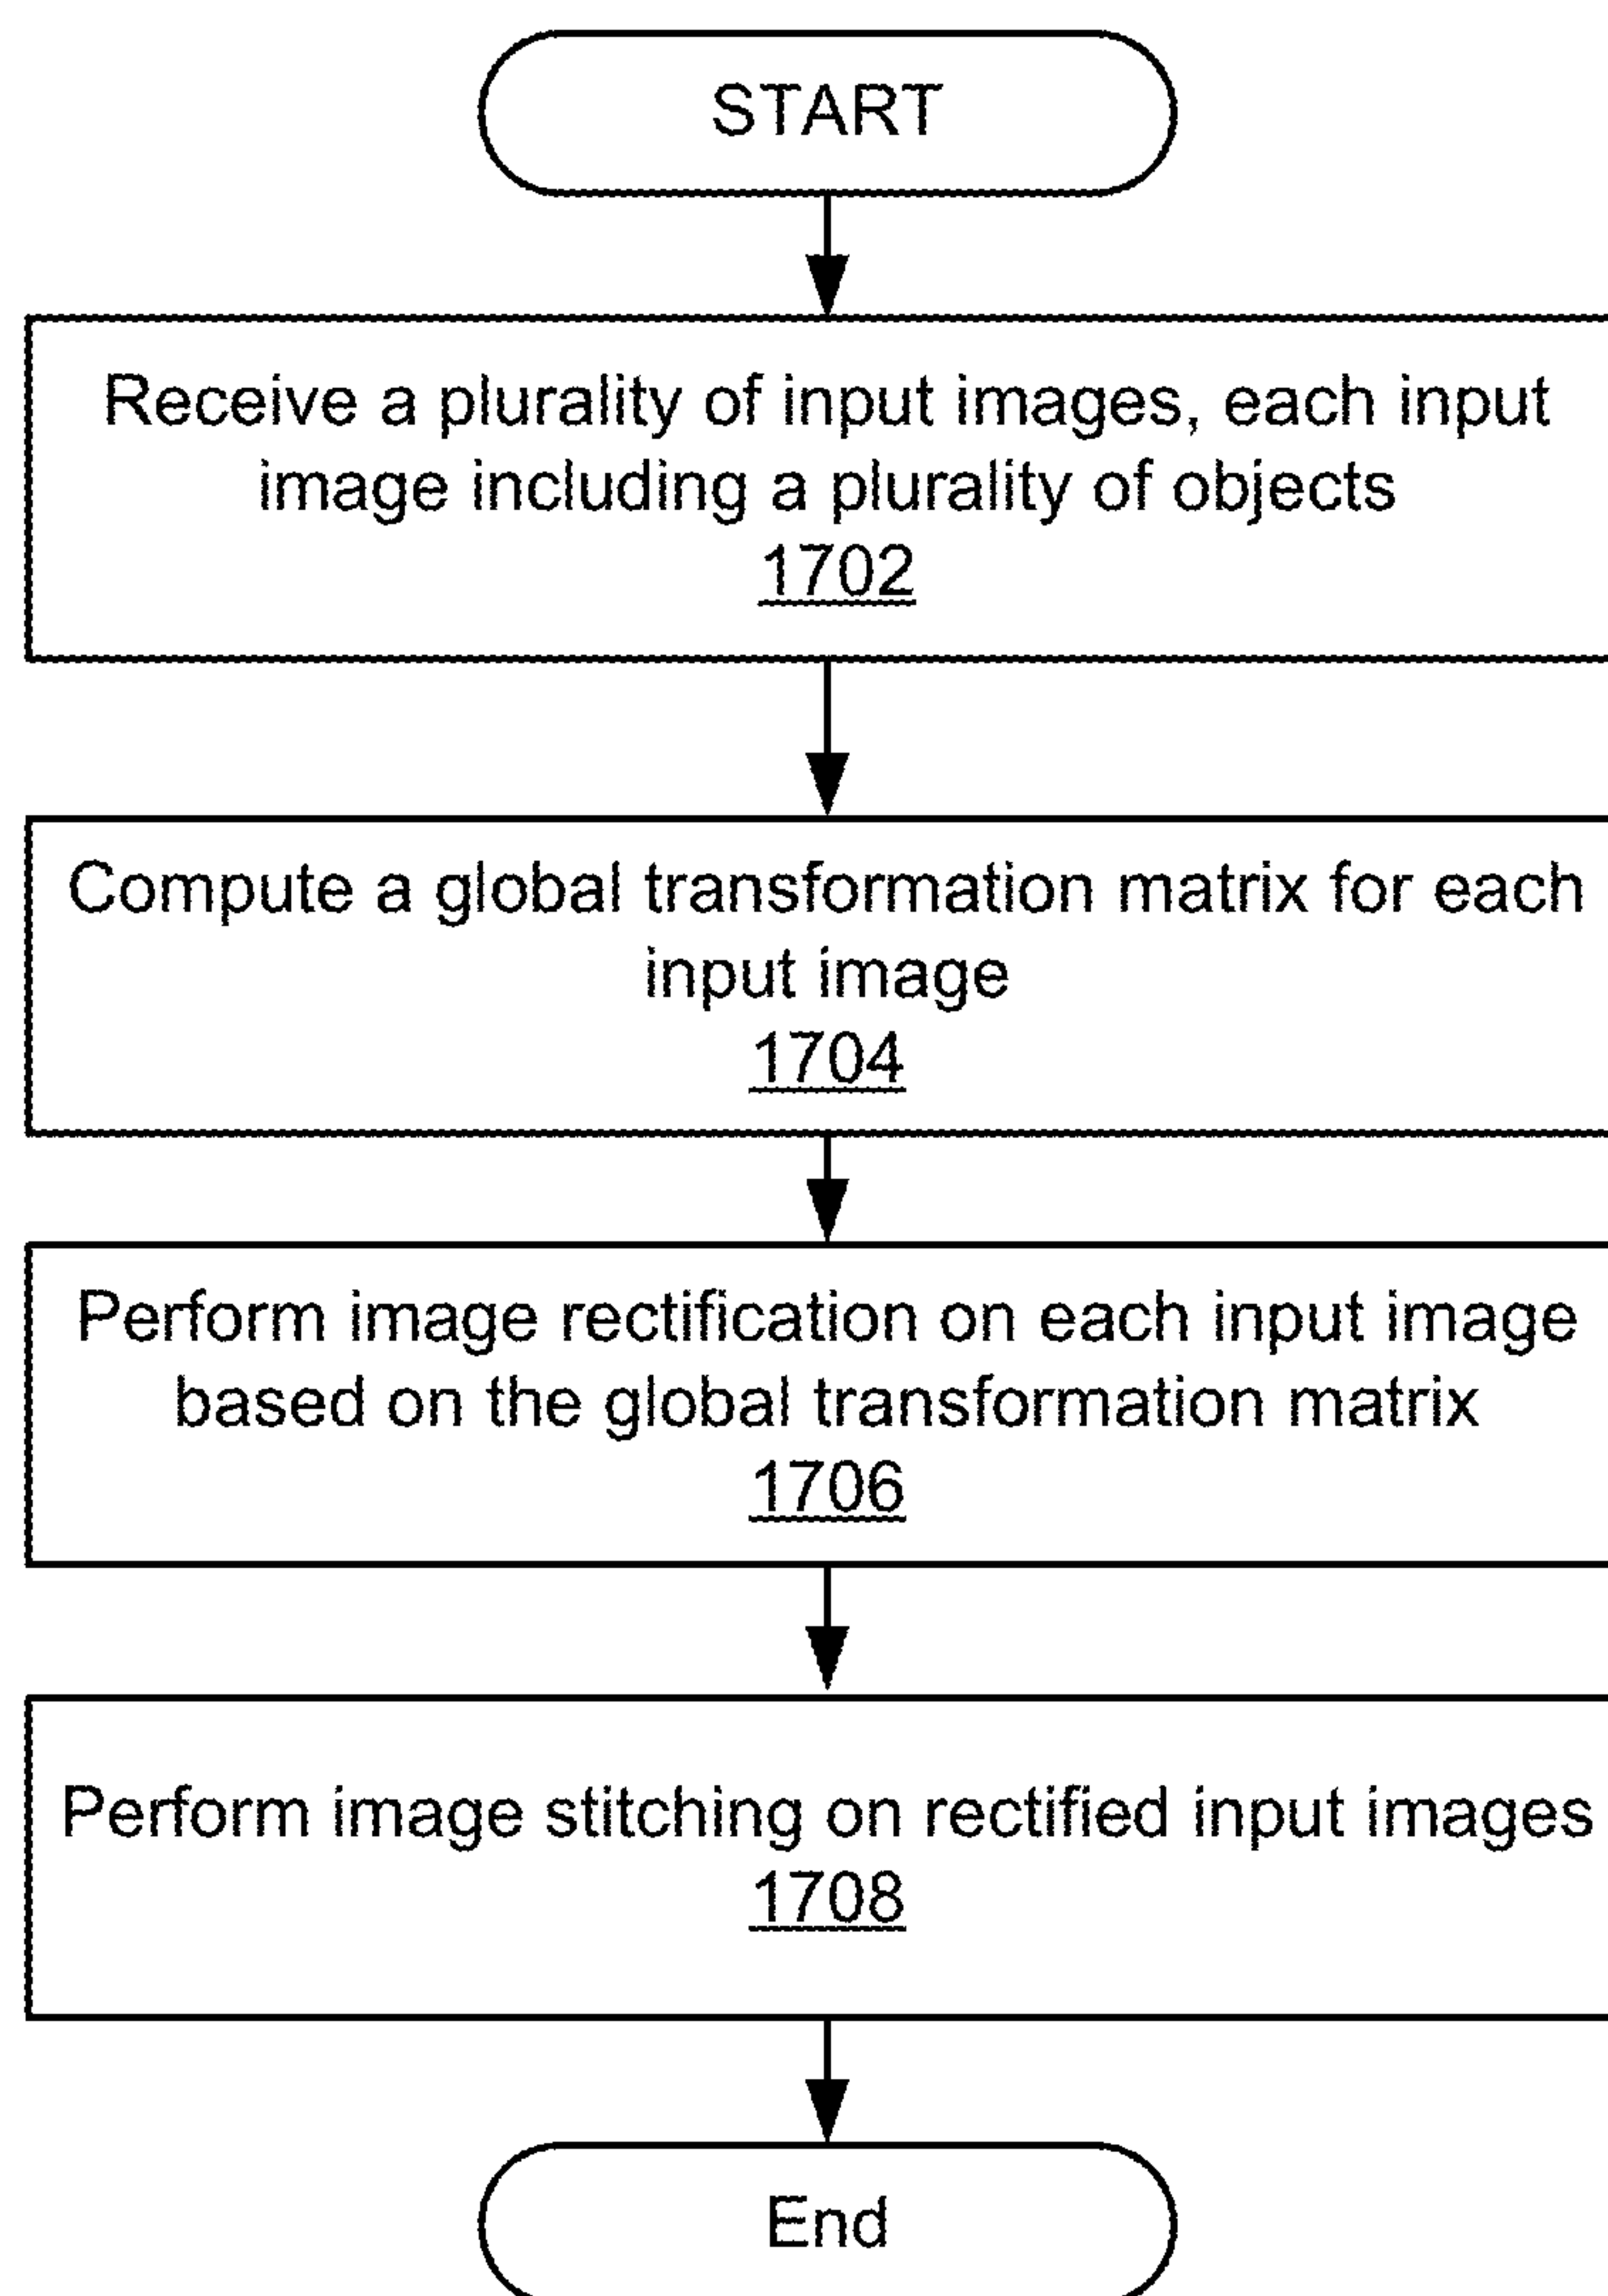 START
Receive a plurality of input images, each input
image including a plurality of objects
1702
Compute a global transformation matrix for each
input image
1704
Perform image rectification on each input image
based on the global transformation matrix
1706
Perform image stitching on rectified input images
1708
End